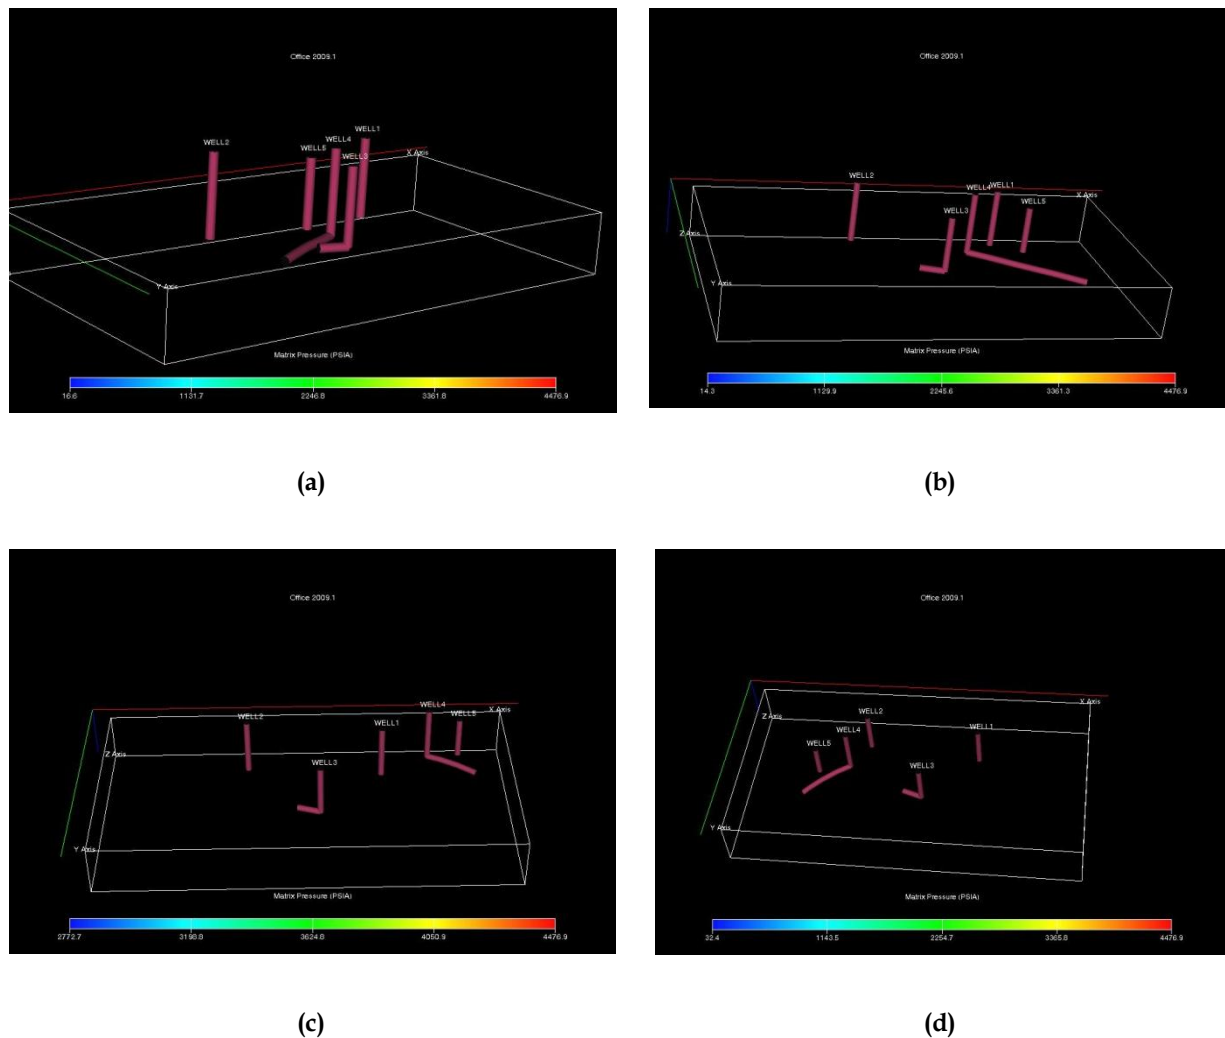 Office 2009.1
WELL2
WELL5
WELL4
WELL1
WELL3
X Axis
Y Axis
Matrix Pressure (PSIA)
16.6 1131.7 2246.8 3361.8 4476.9
(a)
Office 2009.1
WELL2
WELL4
WELL1
WELL5
WELL3
X Axis
Z Axis
Y Axis
Matrix Pressure (PSIA)
14.3 1129.9 2245.6 3361.3 4476.9
(b)
Office 2009.1
WELL4
X Axis
WELL2
WELL1
WELL5
Z Axis
WELL3
Y Axis
Matrix Pressure (PSIA)
2772.7 3198.8 3624.8 4050.9 4476.9
(c)
Office 2009.1
X Axis
WELL2
Z Axis
WELL4
WELL1
WELL5
WELL3
Y Axis
Matrix Pressure (PSIA)
32.4 1143.5 2254.7 3365.8 4476.9
(d)